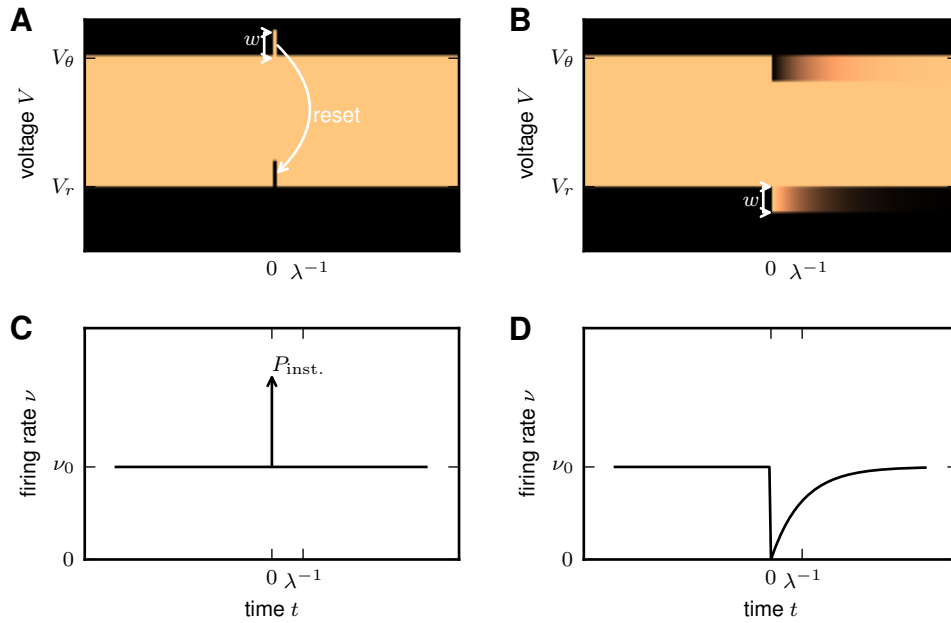 A
B
w
V_θ
V_θ
voltage V
voltage V
reset
V_r
V_r
w
0 λ⁻¹
0 λ⁻¹
C
D
P_inst.
firing rate ν
firing rate ν
ν_0
ν_0
0
0
0 λ⁻¹
0 λ⁻¹
time t
time t